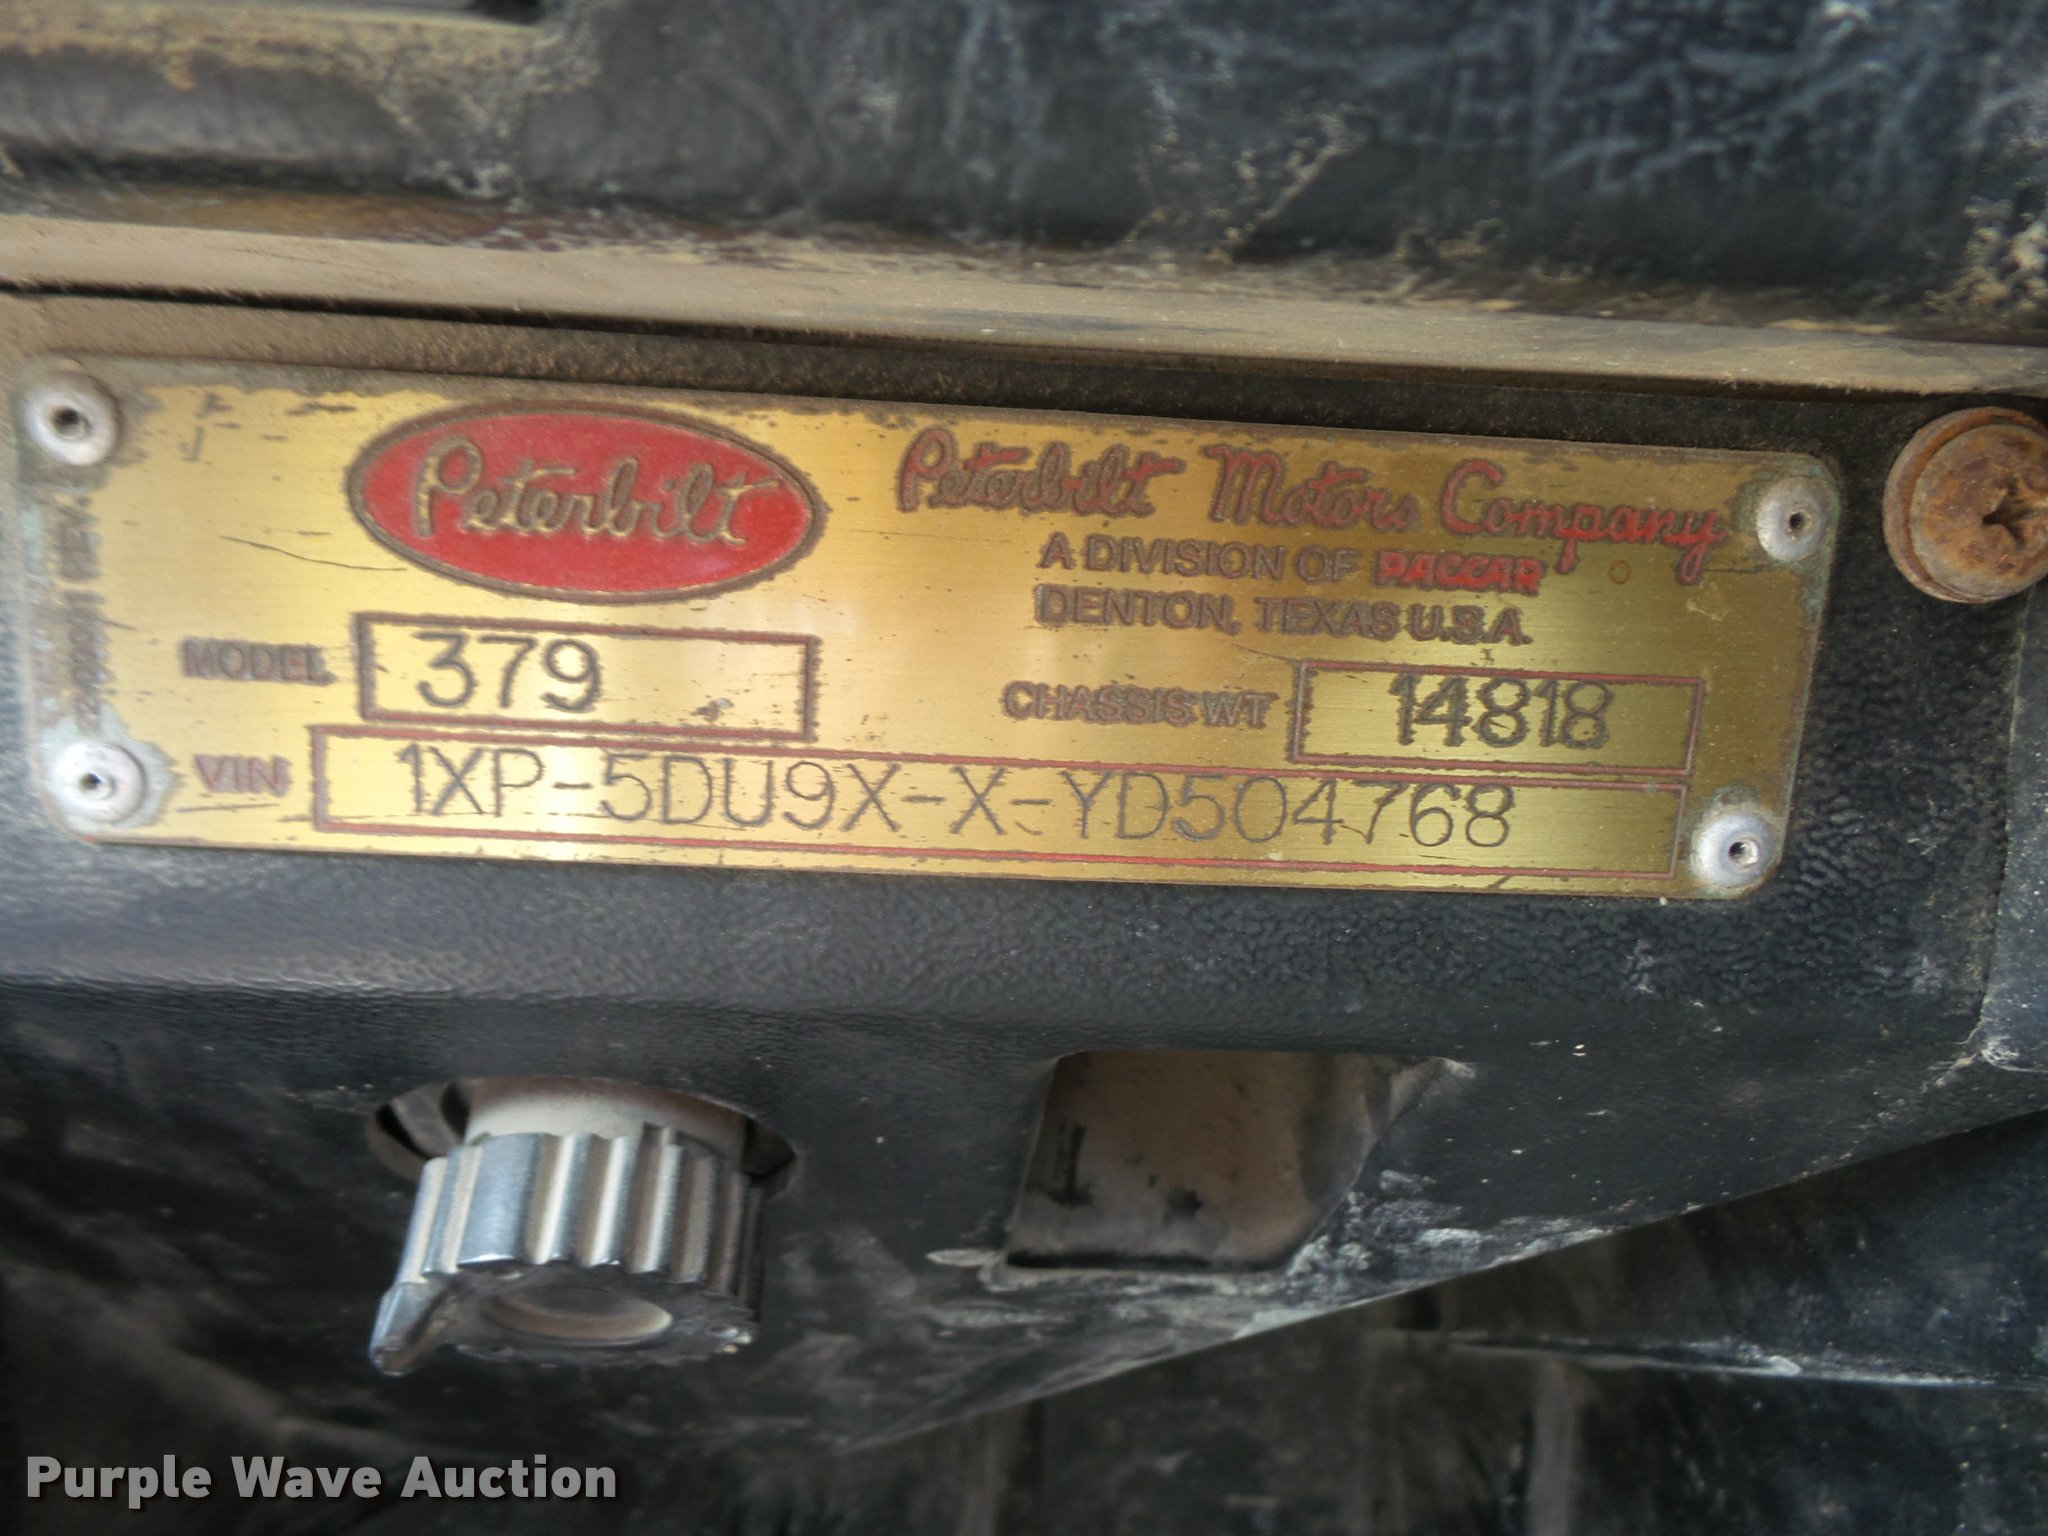 Peterbilt
Peterbilt Motors Company
A DIVISION OF PACCAR
DENTON, TEXAS U.S.A.
MODEL 379
CHASSIS WT 14818
VIN 1XP-5DU9X-X-YD504768
Purple Wave Auction